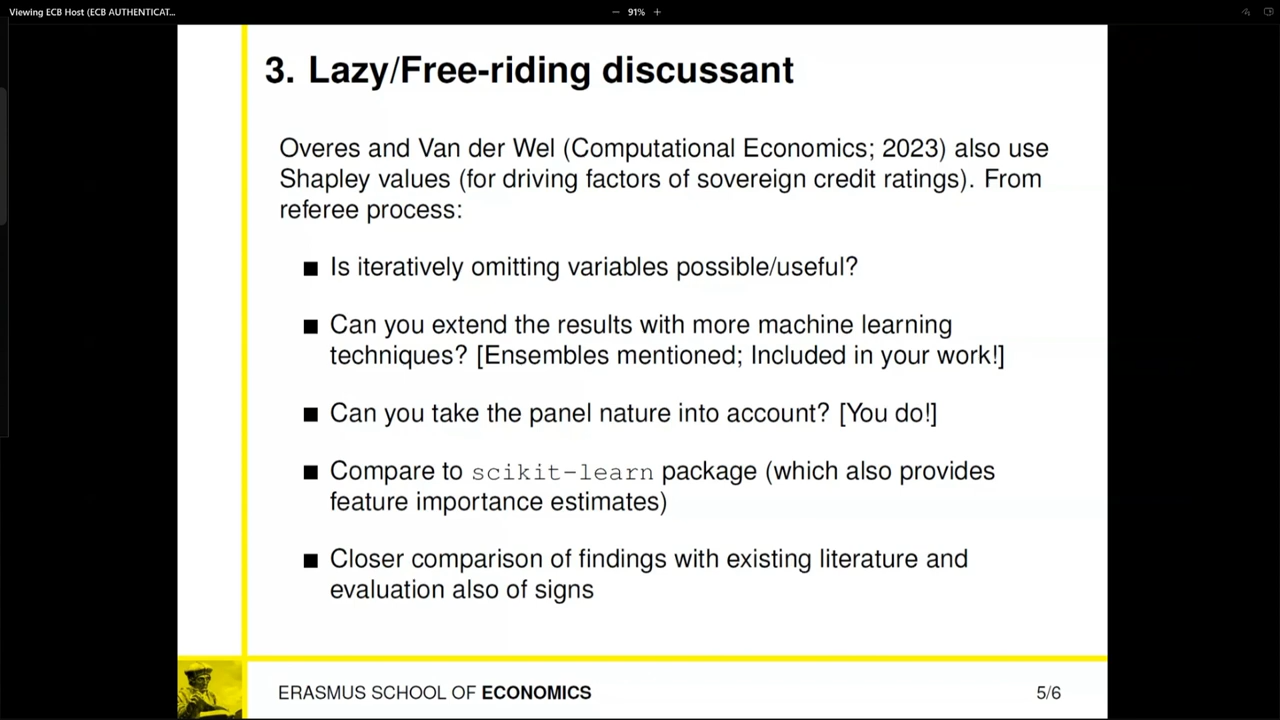 Viewing ECB Host (ECB AUTHENTICAT...
− 91% +
3. Lazy/Free-riding discussant
Overes and Van der Wel (Computational Economics; 2023) also use
Shapley values (for driving factors of sovereign credit ratings). From
referee process:
■ Is iteratively omitting variables possible/useful?
■ Can you extend the results with more machine learning
techniques? [Ensembles mentioned; Included in your work!]
■ Can you take the panel nature into account? [You do!]
■ Compare to scikit-learn package (which also provides
feature importance estimates)
■ Closer comparison of findings with existing literature and
evaluation also of signs
ERASMUS SCHOOL OF ECONOMICS
5/6